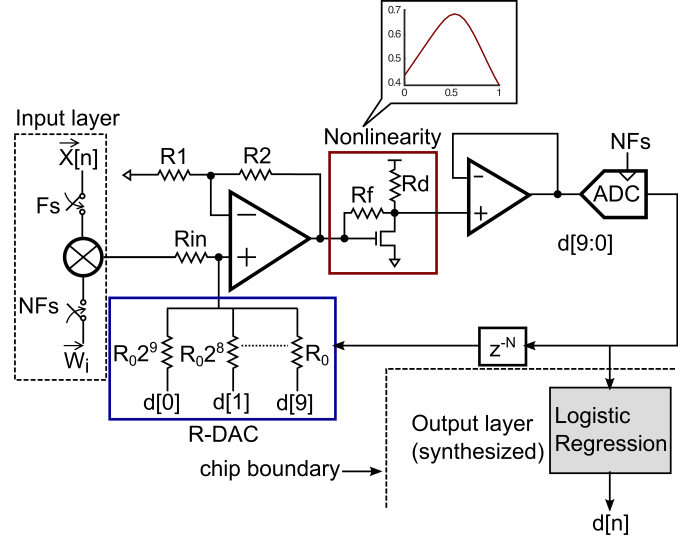 0.7
0.6
0.5
0.4
0
0.5
1
Input layer
X[n]
Fs
NFs
Wi
R1
R2
Rin
Nonlinearity
Rf
Rd
NFs
ADC
d[9:0]
R₀2⁹
R₀2⁸
R₀
d[0]
d[1]
d[9]
R-DAC
z⁻ᴺ
Output layer
(synthesized)
chip boundary
Logistic
Regression
d[n]